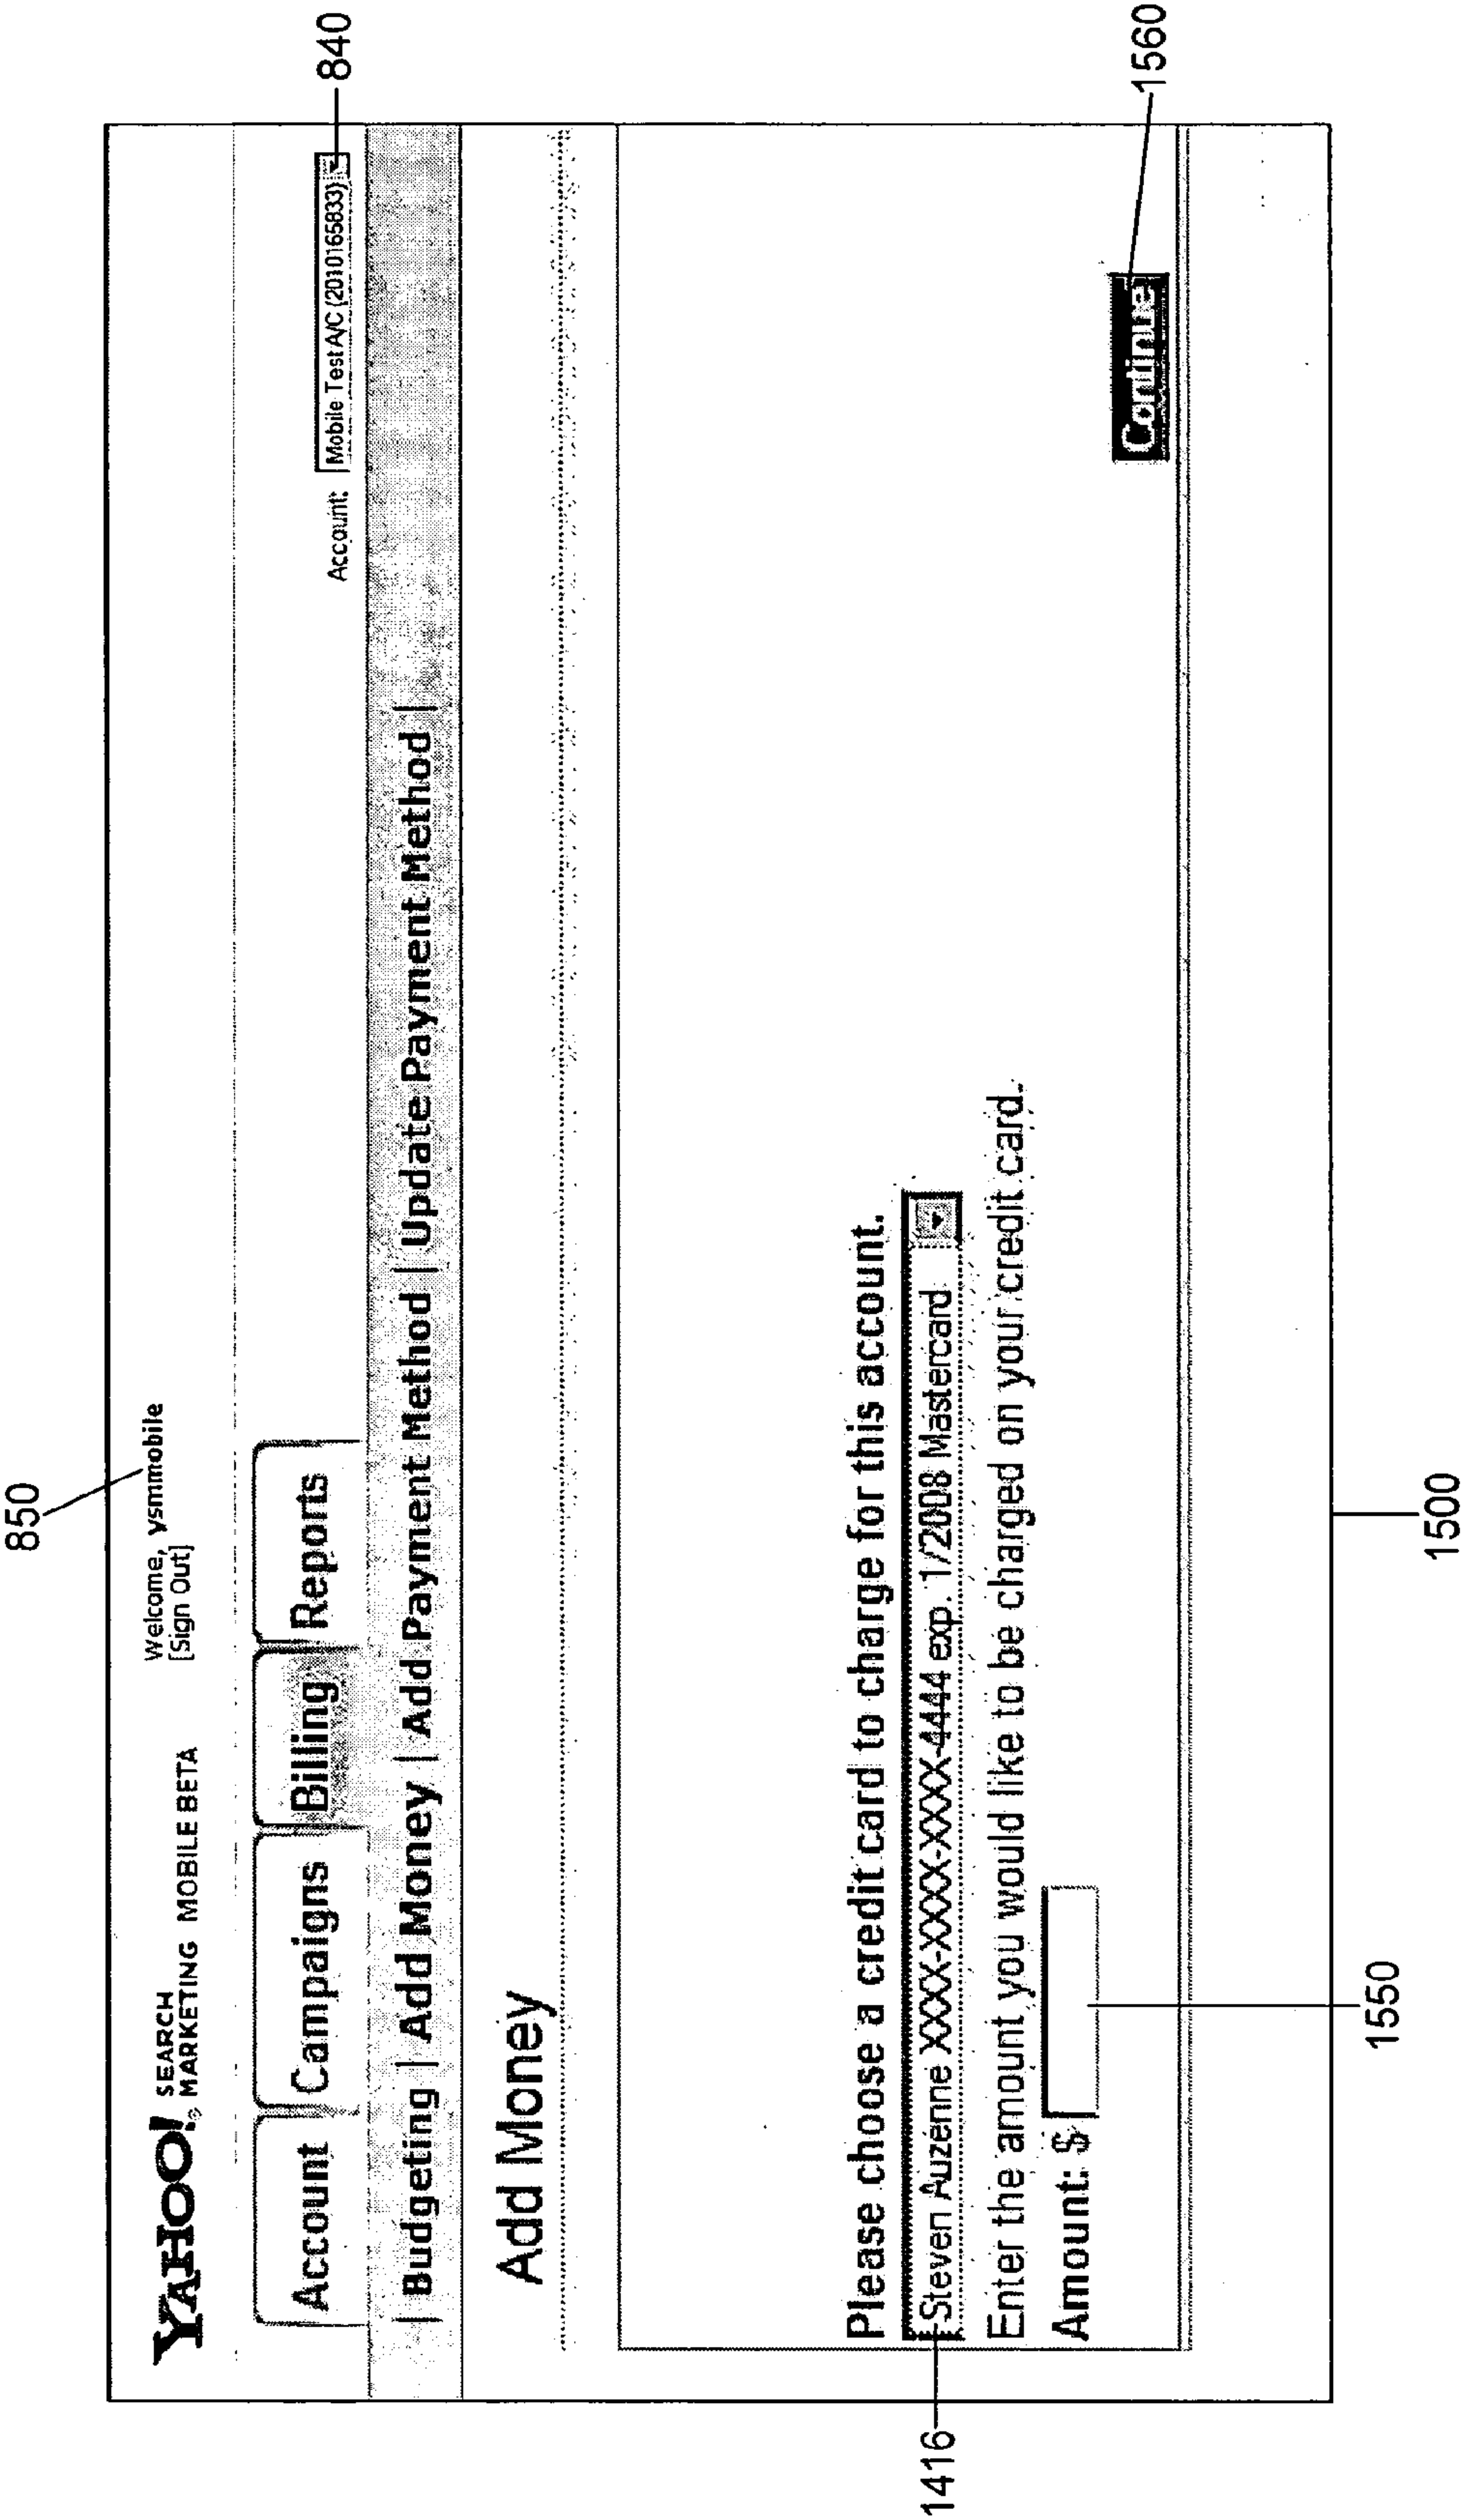 850
YAHOO! SEARCH MARKETING MOBILE BETA
Welcome, ysmmobile
[Sign Out]
Account Campaigns Billing Reports
Account: Mobile Test A/C (2010165833)
840
| Budgeting | Add Money | Add Payment Method | Update Payment Method |
Add Money
Please choose a credit card to charge for this account.
1416
Steven Auzenne XXXX-XXXX-XXXX-4444 exp. 1/2008 Mastercard
Enter the amount you would like to be charged on your credit card.
Amount: $
Continue
1560
1550
1500